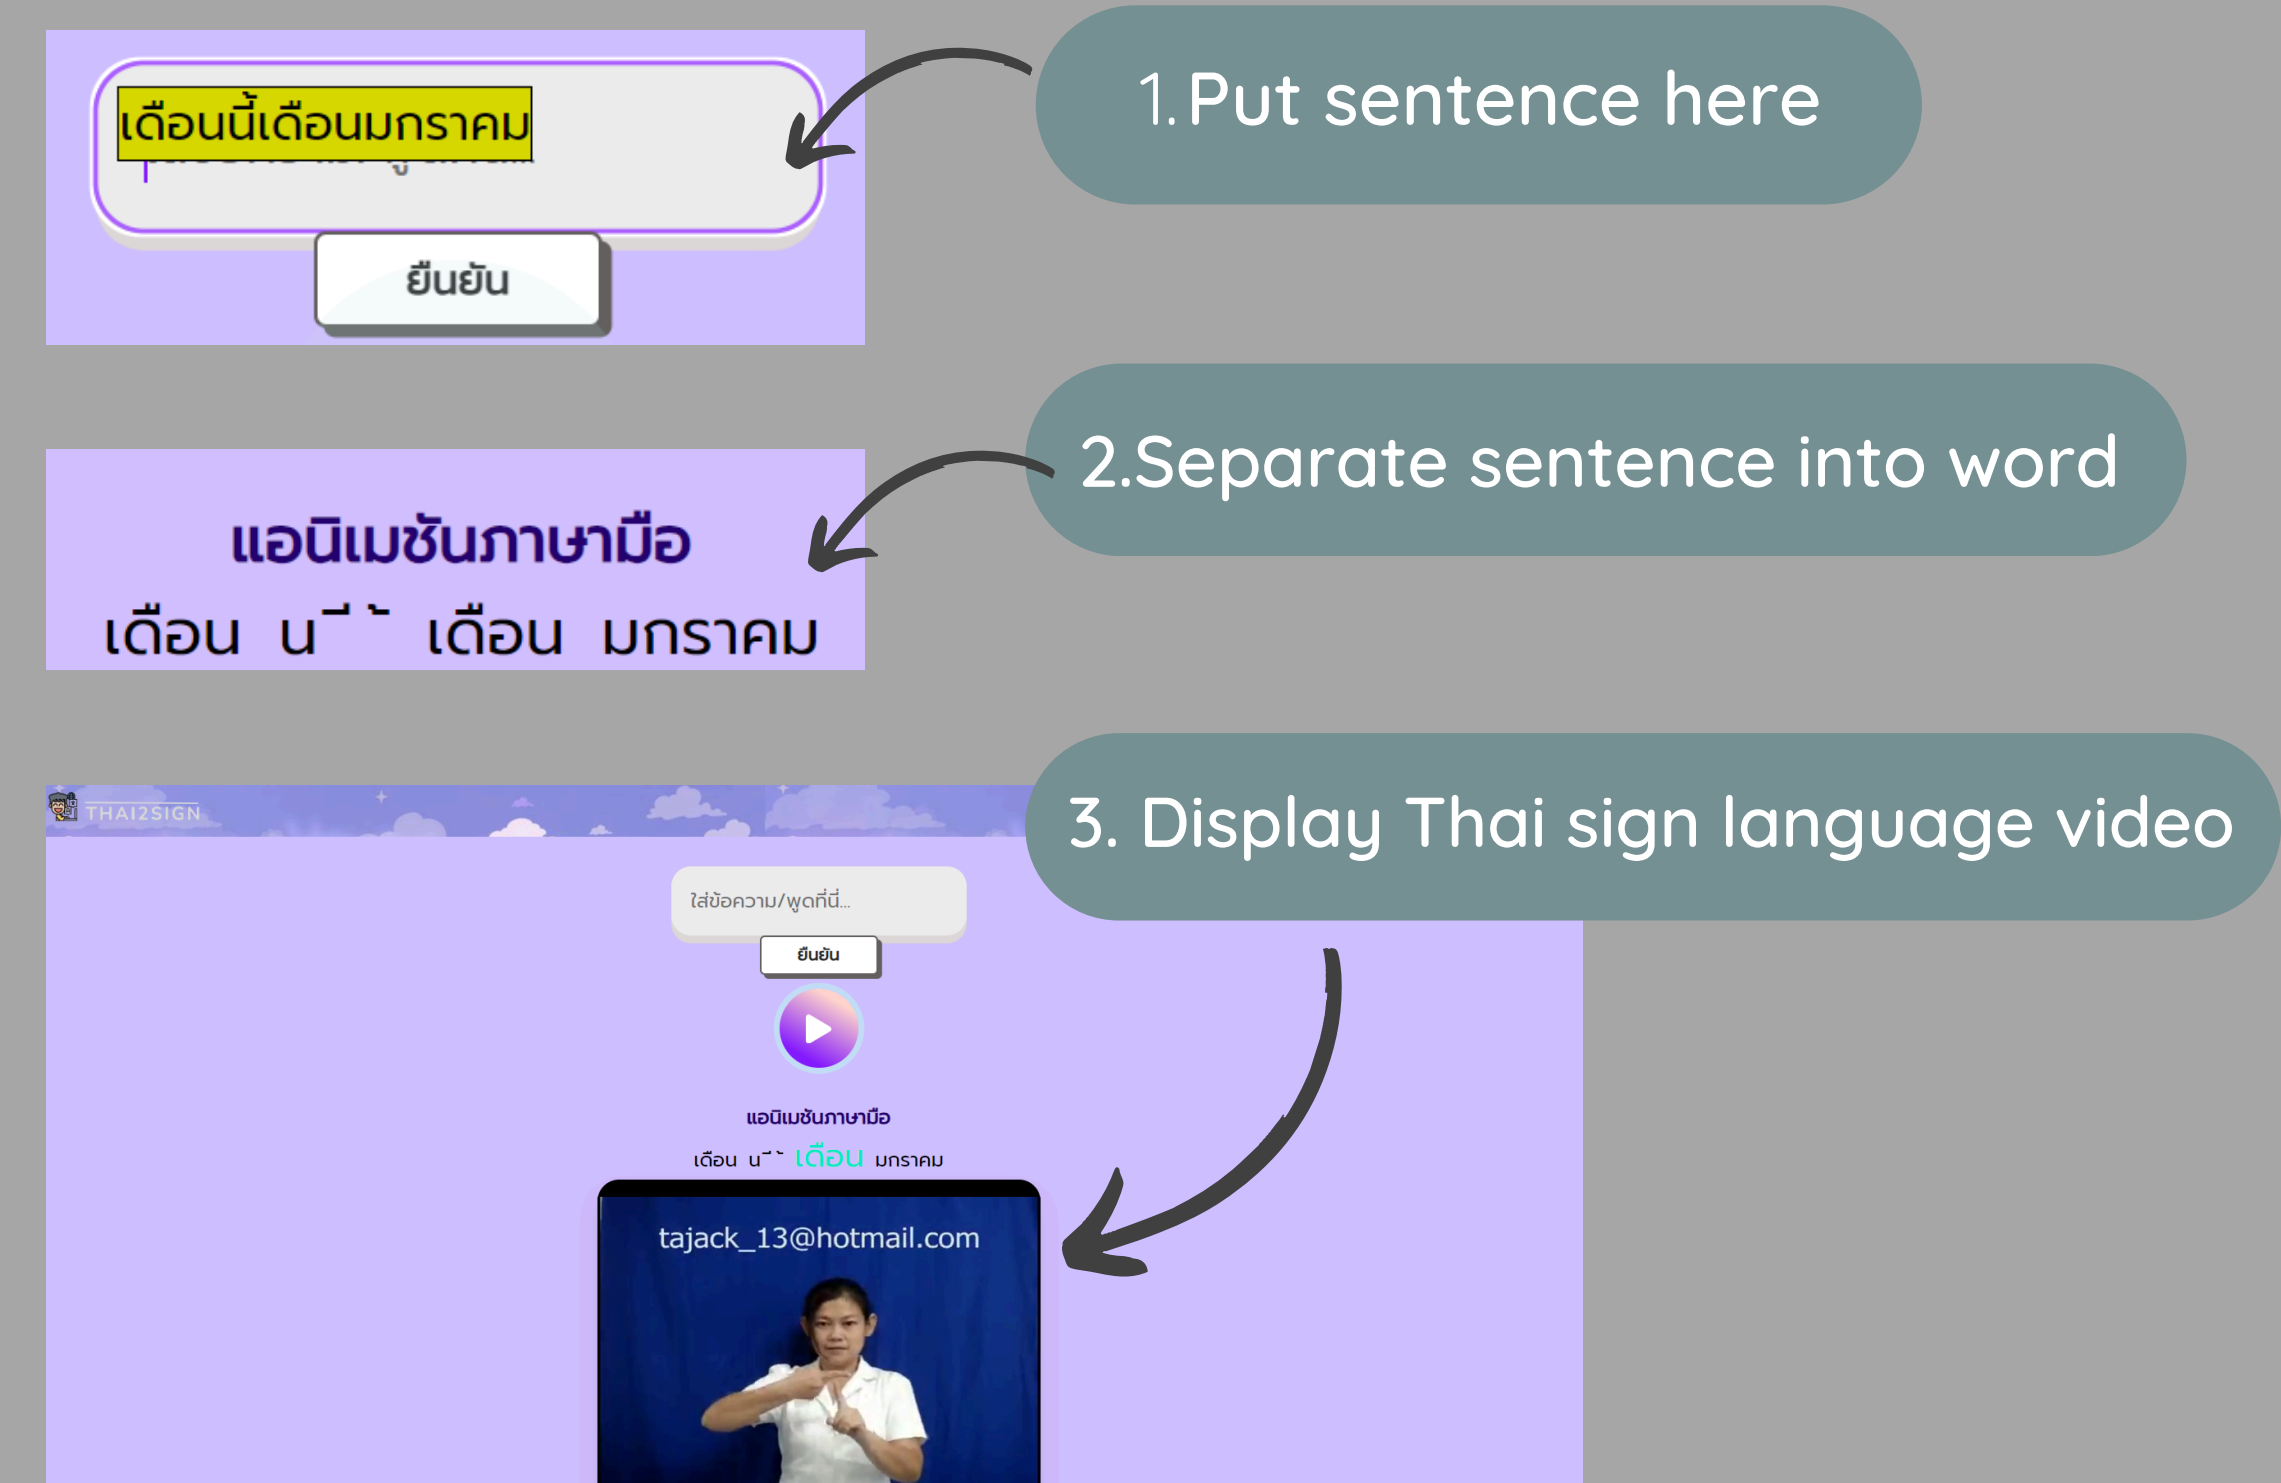 1.Put sentence here
เดือนนี้เดือนมกราคม
ยืนยัน
2.Separate sentence into word
แอนิเมชันภาษามือ
เดือน น ี ้ เดือน มกราคม
3. Display Thai sign language video
THAI2SIGN
ใส่ข้อความ/พูดที่นี่...
ยืนยัน
แอนิเมชันภาษามือ
เดือน น ี ้ เดือน มกราคม
tajack_13@hotmail.com